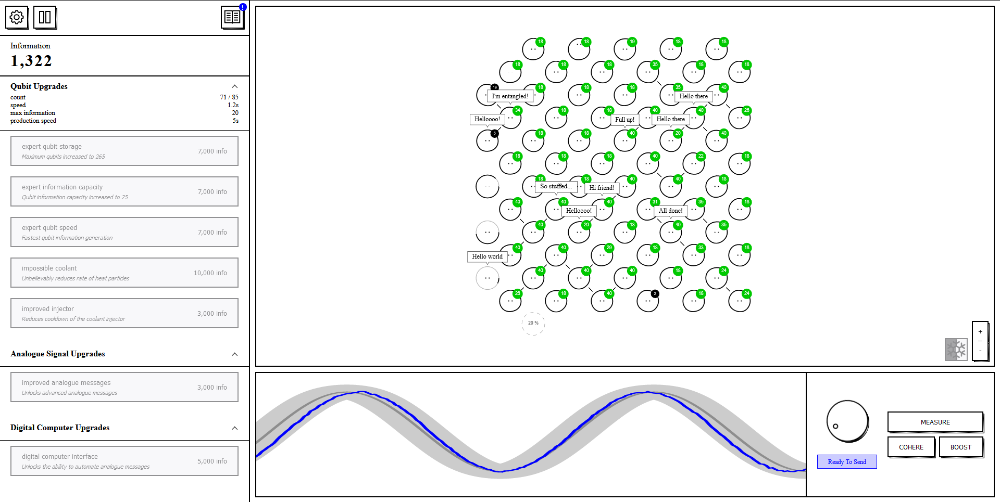 !
Information
1,322
Qubit Upgrades
count 71 / 85
speed 1.2s
max information 20
production speed 5s
expert qubit storage
Maximum qubits increased to 265
7,000 info
expert information capacity
Qubit information capacity increased to 25
7,000 info
expert qubit speed
Fastest qubit information generation
7,000 info
impossible coolant
Unbelievably reduces rate of heat particles
10,000 info
improved injector
Reduces cooldown of the coolant injector
3,000 info
Analogue Signal Upgrades
improved analogue messages
Unlocks advanced analogue messages
3,000 info
Digital Computer Upgrades
digital computer interface
Unlocks the ability to automate analogue messages
5,000 info
18 18 19 18 18
18 18 18 35 18 18
19 18 18 18 35 40
I'm entangled! Hello there
34 18 18 40 40 26
Helloooo! Full up! Hello there
5 18 18 40 20 40
18 18 18 40 22 18
18 18 40 40 18
So stuffed... Hi friend!
40 40 40 31 35 18
Helloooo! All done!
40 20 18 40 35
40 40 29 18 33 18
Hello world
40 40 40 18 24
26 18 40 2 18 24
20 %
+
-
MEASURE
COHERE BOOST
Ready To Send